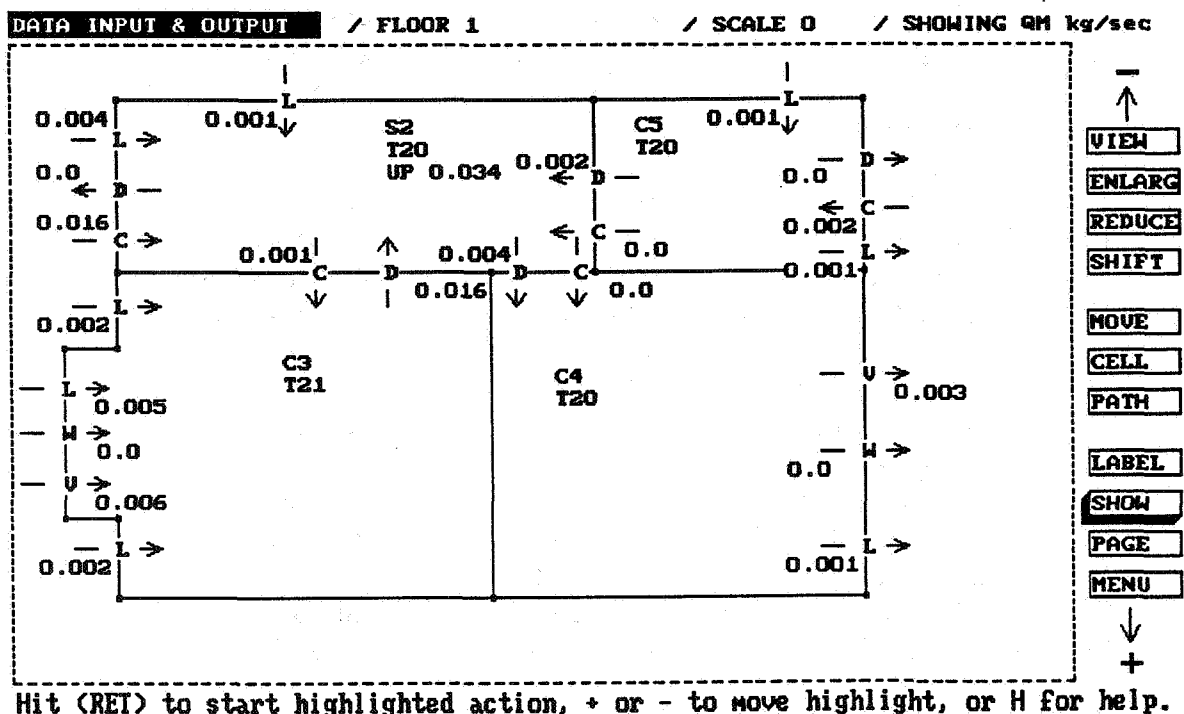 DATA INPUT & OUTPUT / FLOOR 1 / SCALE 0 / SHOWING QM kg/sec
L L
0.004 0.001 S2 C5 0.001
L T20 T20
UP 0.034 0.002 D
0.0 D D 0.0
0.016 C C
C 0.002
0.001 0.004 C 0.0 L
C D D C 0.001
0.016 0.0
L
0.002
C3 C4
T21 T20
L V
0.005 0.003
W W
0.0 0.0
V
0.006
L L
0.002 0.001
-
VIEW
ENLARG
REDUCE
SHIFT
MOVE
CELL
PATH
LABEL
SHOW
PAGE
MENU
+
Hit (RET) to start highlighted action, + or - to move highlight, or H for help.